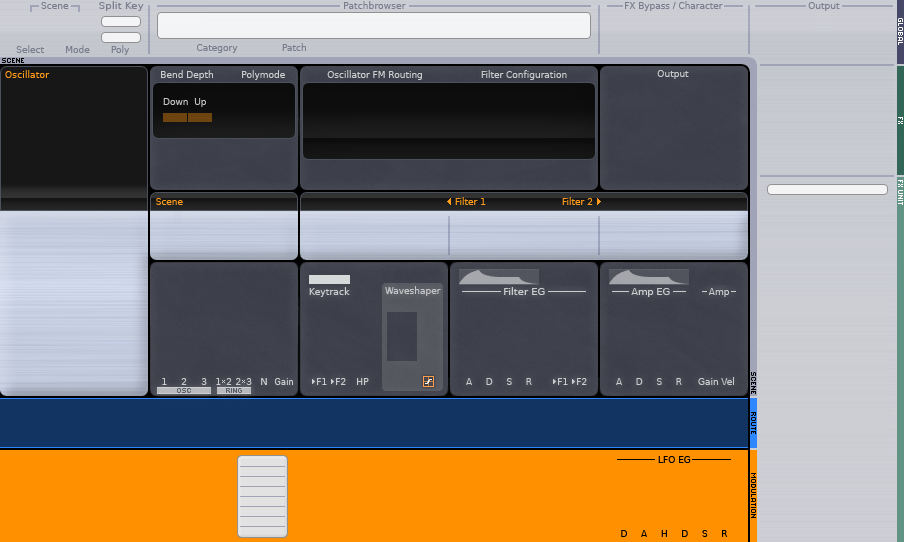 Scene
Split Key
Patchbrowser
FX Bypass / Character
Output
Select
Mode
Poly
Category
Patch
GLOBAL
SCENE
Oscillator
Bend Depth
Polymode
Oscillator FM Routing
Filter Configuration
Output
Down Up
FX
FX UNIT
Scene
Filter 1
Filter 2
Keytrack
Waveshaper
Filter EG
Amp EG
Amp
1 2 3 1×2 2×3 N Gain
OSC
RING
F1 F2 HP
A D S R
F1 F2
A D S R
Gain Vel
SCENE
ROUTE
MODULATION
LFO EG
D A H D S R